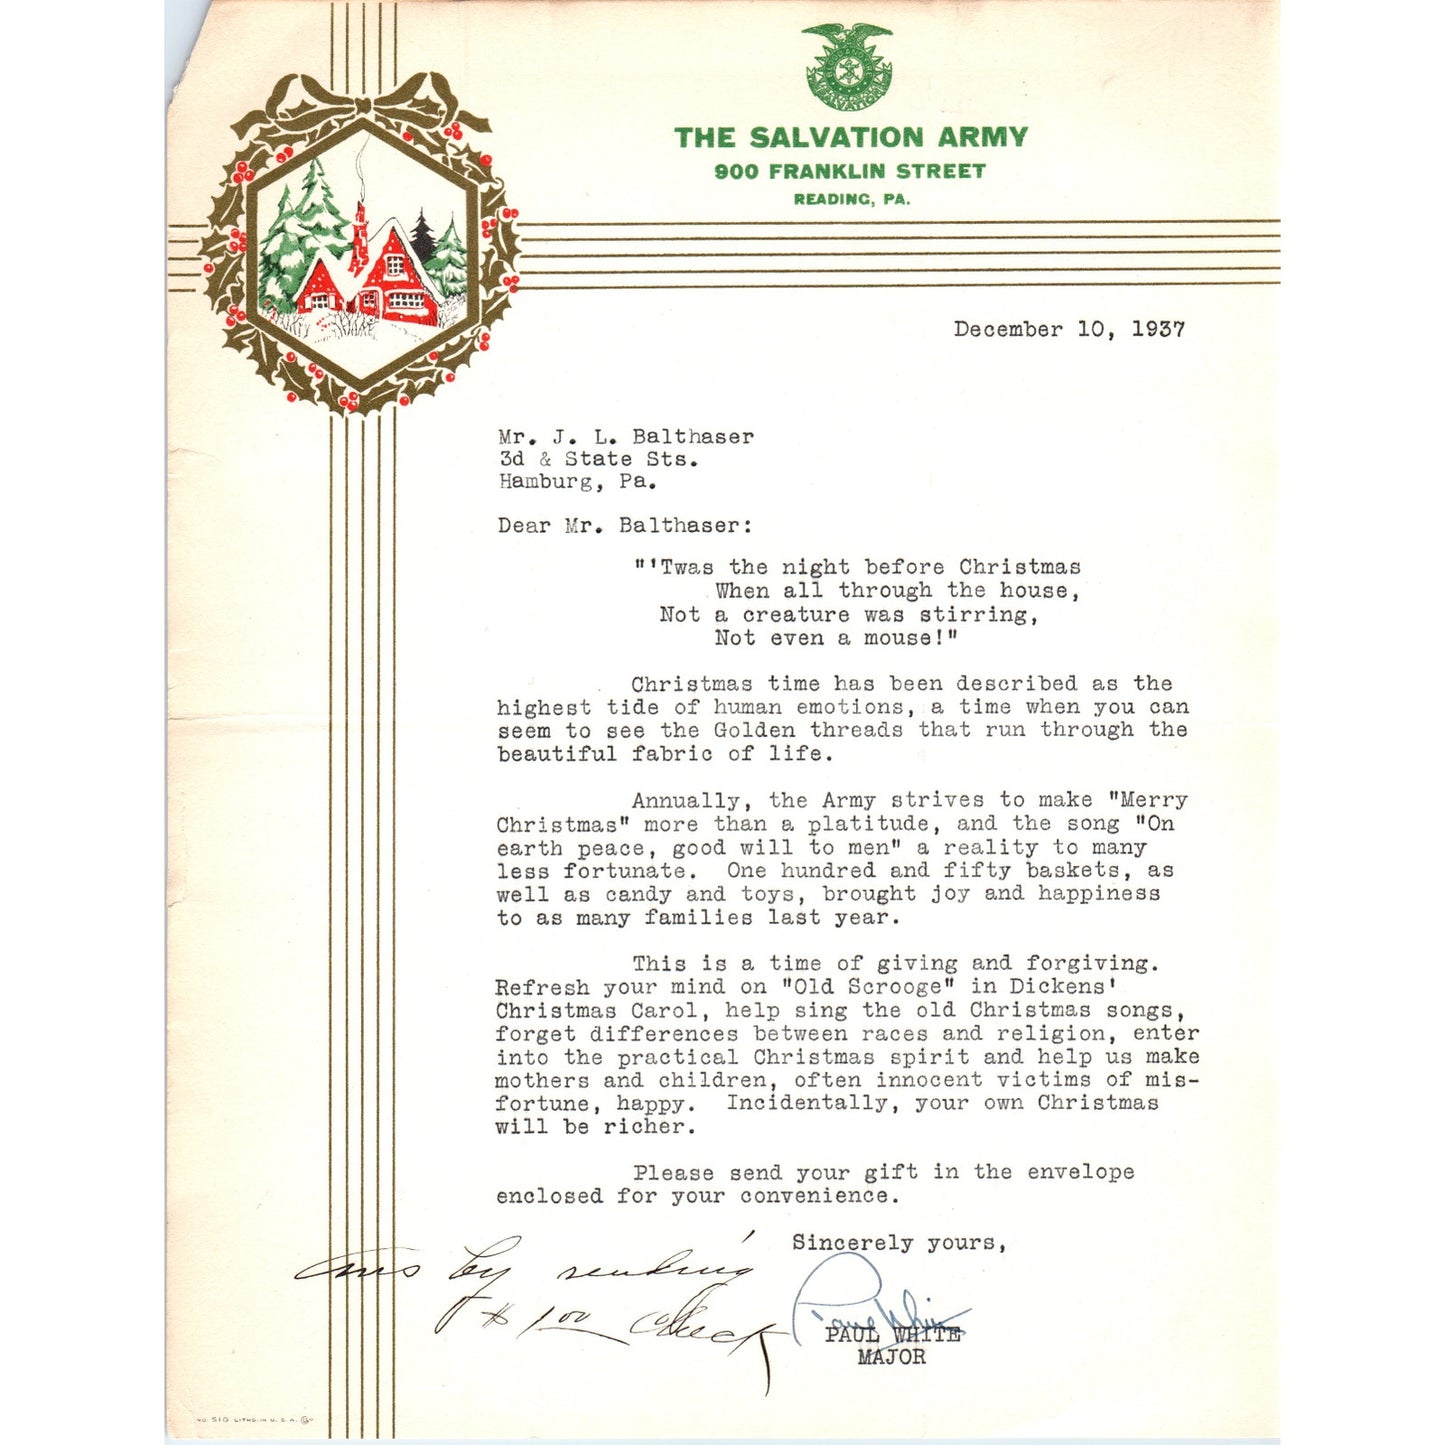 THE SALVATION ARMY
900 FRANKLIN STREET
READING, PA.
December 10, 1937
Mr. J. L. Balthaser
3d & State Sts.
Hamburg, Pa.
Dear Mr. Balthaser:
"'Twas the night before Christmas
When all through the house,
Not a creature was stirring,
Not even a mouse!"
Christmas time has been described as the
highest tide of human emotions, a time when you can
seem to see the Golden threads that run through the
beautiful fabric of life.
Annually, the Army strives to make "Merry
Christmas" more than a platitude, and the song "On
earth peace, good will to men" a reality to many
less fortunate. One hundred and fifty baskets, as
well as candy and toys, brought joy and happiness
to as many families last year.
This is a time of giving and forgiving.
Refresh your mind on "Old Scrooge" in Dickens'
Christmas Carol, help sing the old Christmas songs,
forget differences between races and religion, enter
into the practical Christmas spirit and help us make
mothers and children, often innocent victims of mis-
fortune, happy. Incidentally, your own Christmas
will be richer.
Please send your gift in the envelope
enclosed for your convenience.
Sincerely yours,
Ans by sending
$1.00 Check
Paul White
PAUL WHITE
MAJOR
NO. 510 LITHO. IN U. S. A.